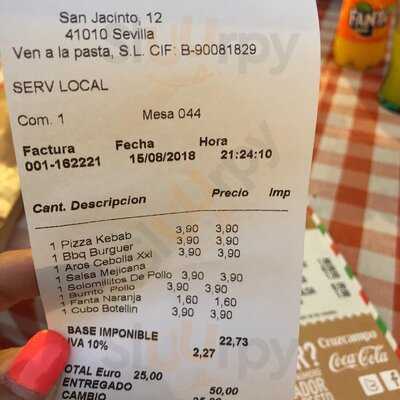 San Jacinto, 12
41010 Sevilla
Ven a la pasta, S.L. CIF: B-90081829
SERV LOCAL
Com. 1 Mesa 044
Factura Fecha Hora
001-162221 15/08/2018 21:24:10
Cant. Descripcion Precio Imp
1 Pizza Kebab 3,90 3,90
1 Bbq Burguer 3,90 3,90
1 Aros Cebolla Xxl 3,90 3,90
1 Salsa Mejicana
1 Solomillitos De Pollo 3,90 3,90
1 Burrito Pollo 3,90 3,90
1 Fanta Naranja 1,60 1,60
1 Cubo Botellin 3,90 3,90
BASE IMPONIBLE 22,73
IVA 10% 2,27
TOTAL Euro 25,00
ENTREGADO 50,00
CAMBIO
FANTA
Cruzcampo
Coca-Cola